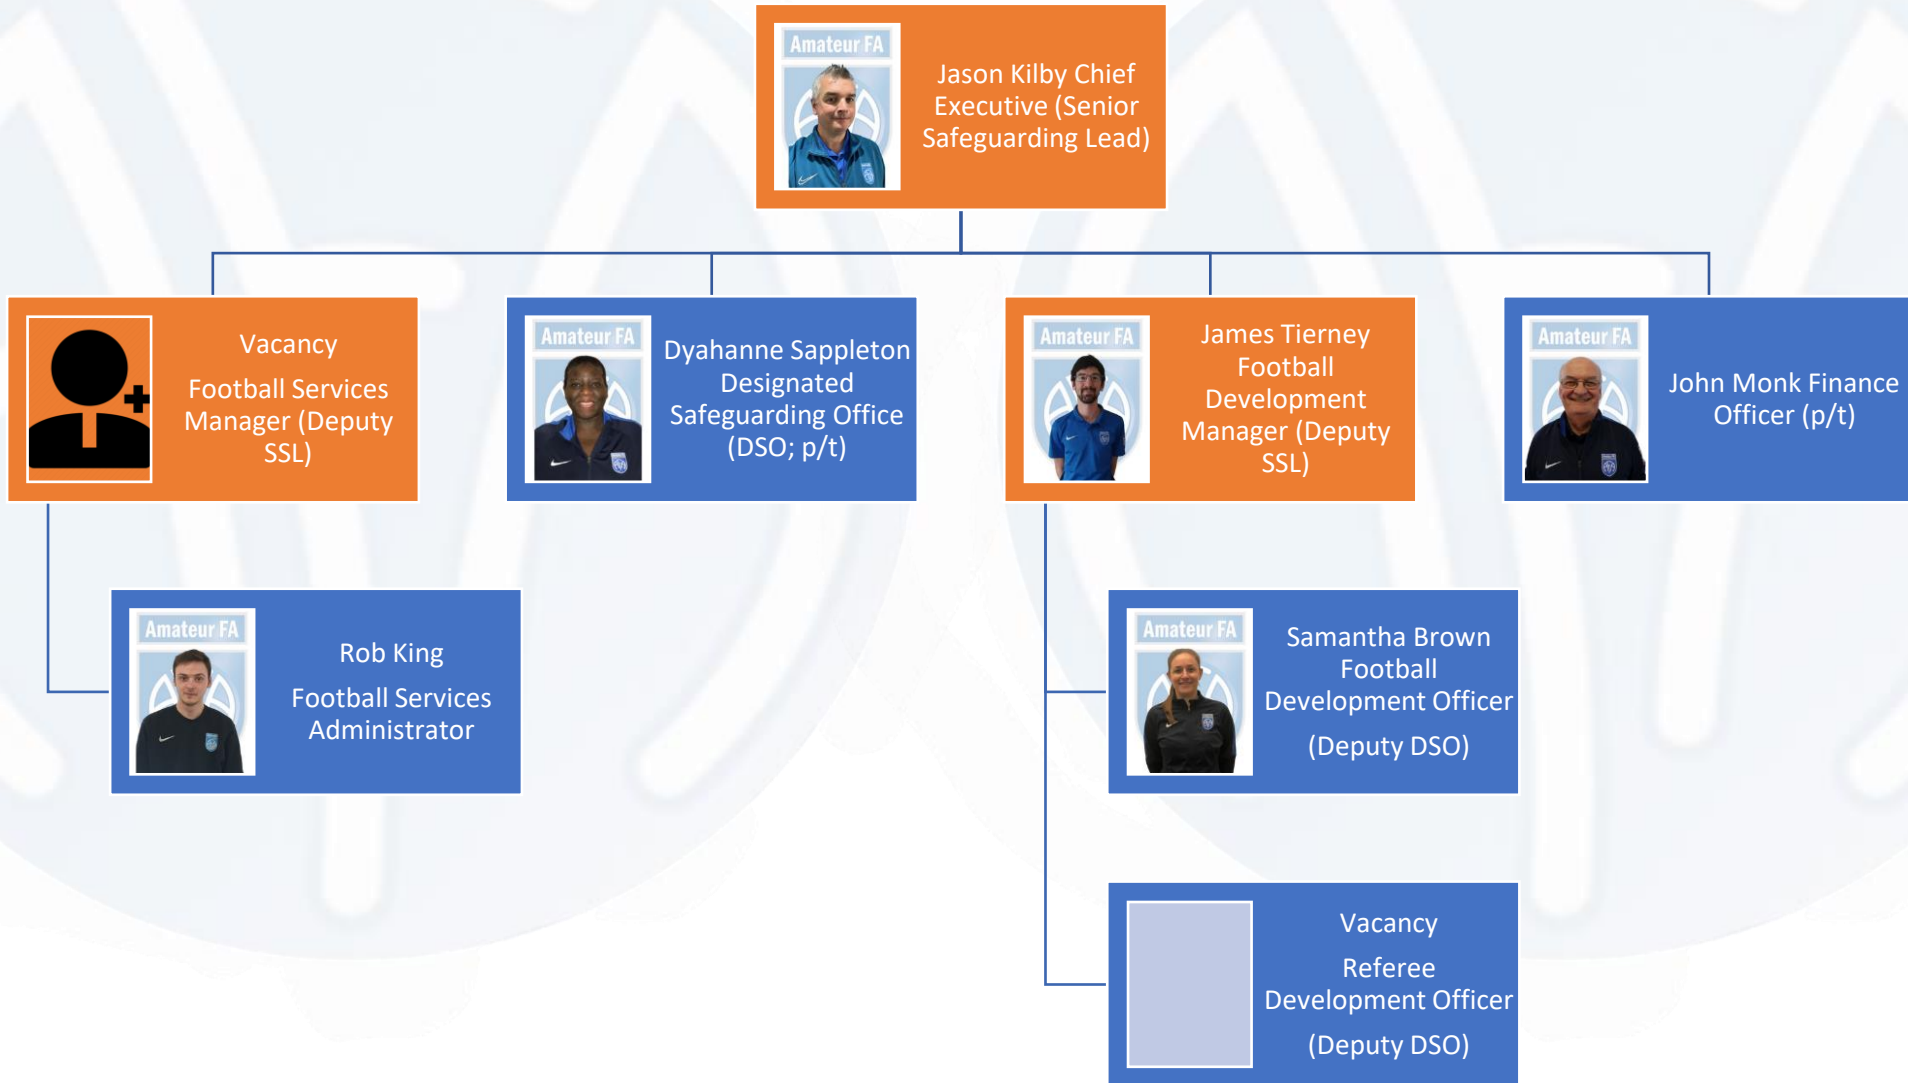 Amateur FA
Jason Kilby Chief
Executive (Senior
Safeguarding Lead)
Vacancy
Football Services
Manager (Deputy
SSL)
Amateur FA
Dyahanne Sappleton
Designated
Safeguarding Office
(DSO; p/t)
Amateur FA
James Tierney
Football
Development
Manager (Deputy
SSL)
Amateur FA
John Monk Finance
Officer (p/t)
Amateur FA
Rob King
Football Services
Administrator
Amateur FA
Samantha Brown
Football
Development Officer
(Deputy DSO)
Vacancy
Referee
Development Officer
(Deputy DSO)